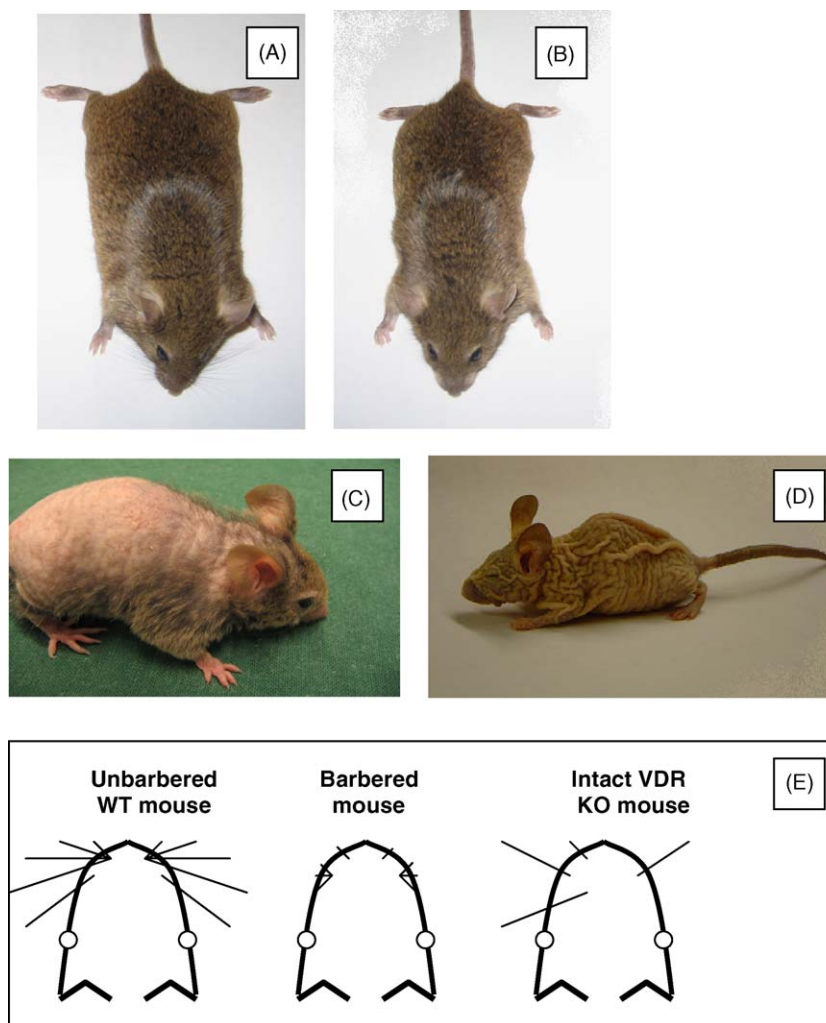 (A)
(B)
(C)
(D)
(E)
Unbarbered
WT mouse
Barbered
mouse
Intact VDR
KO mouse